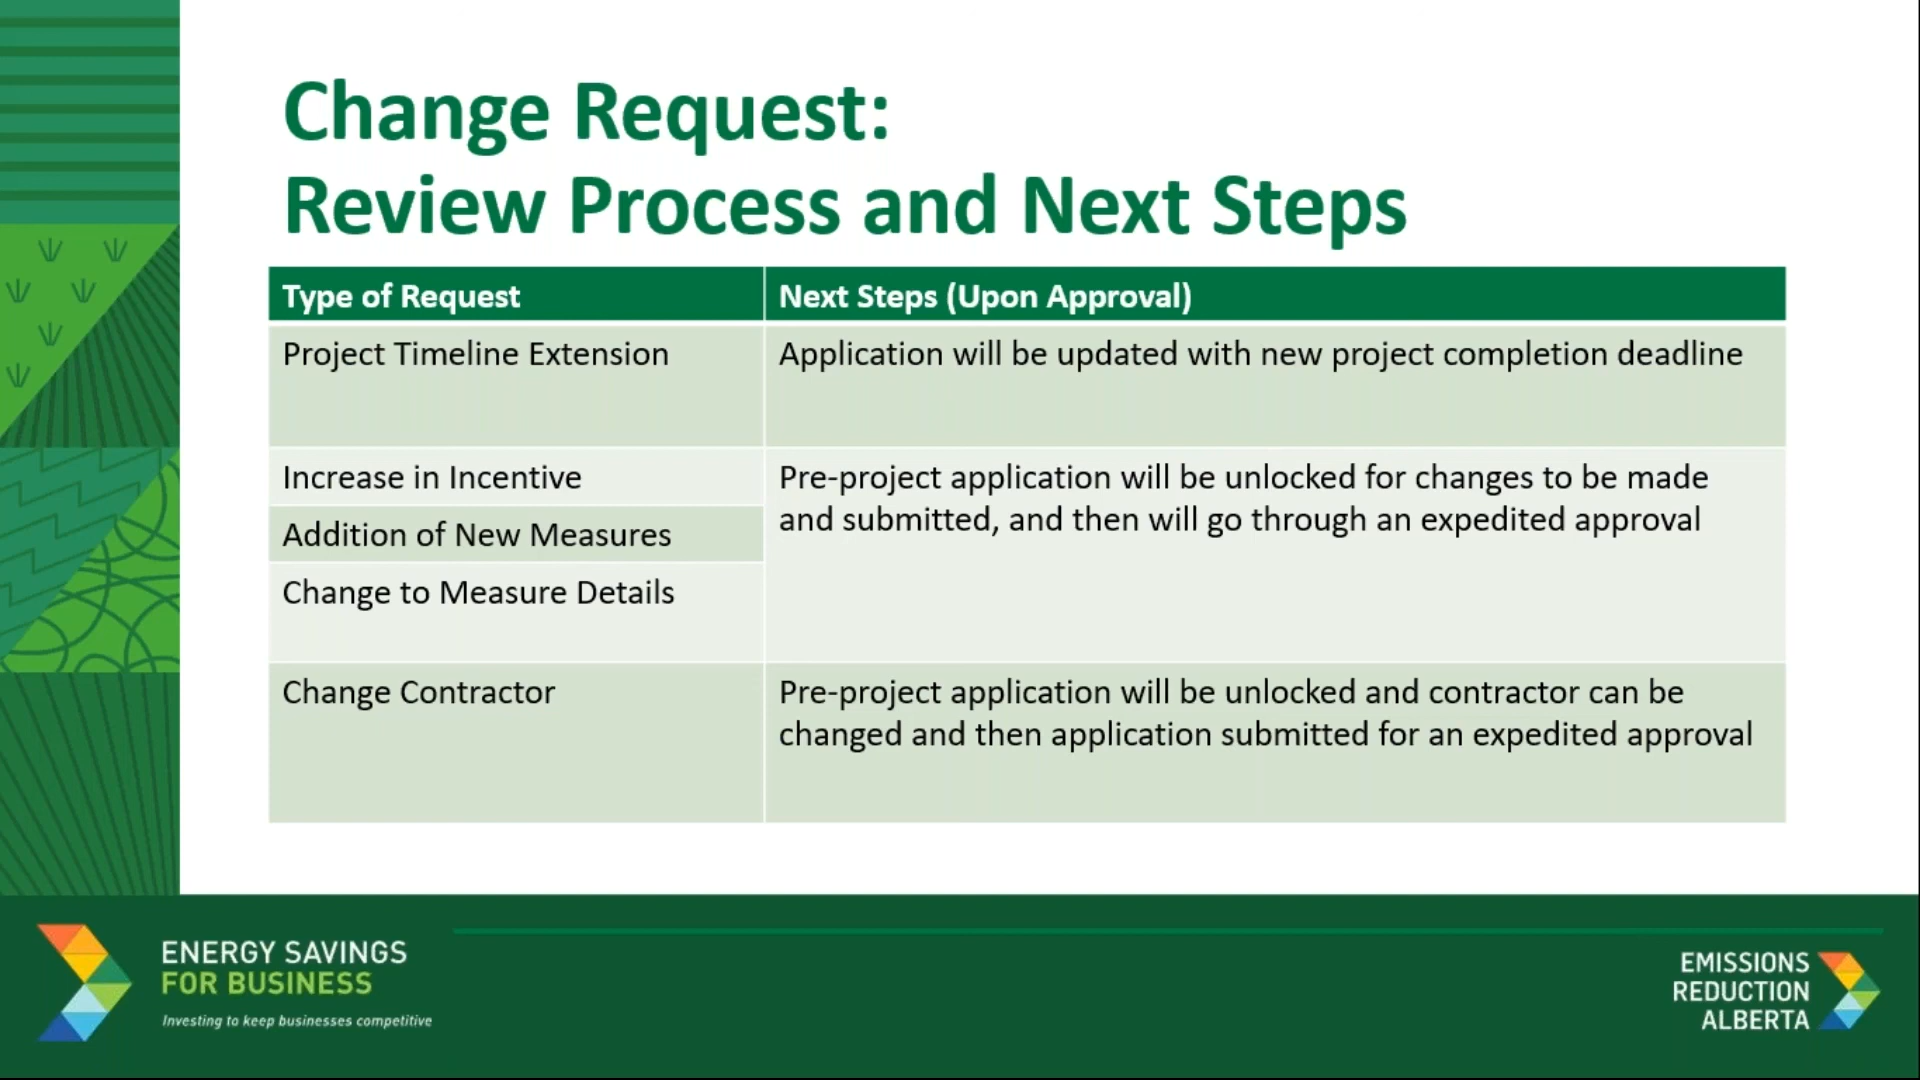 Change Request:
Review Process and Next Steps
Type of Request
Next Steps (Upon Approval)
Project Timeline Extension
Application will be updated with new project completion deadline
Increase in Incentive
Addition of New Measures
Change to Measure Details
Pre-project application will be unlocked for changes to be made
and submitted, and then will go through an expedited approval
Change Contractor
Pre-project application will be unlocked and contractor can be
changed and then application submitted for an expedited approval
ENERGY SAVINGS
FOR BUSINESS
Investing to keep businesses competitive
EMISSIONS
REDUCTION
ALBERTA